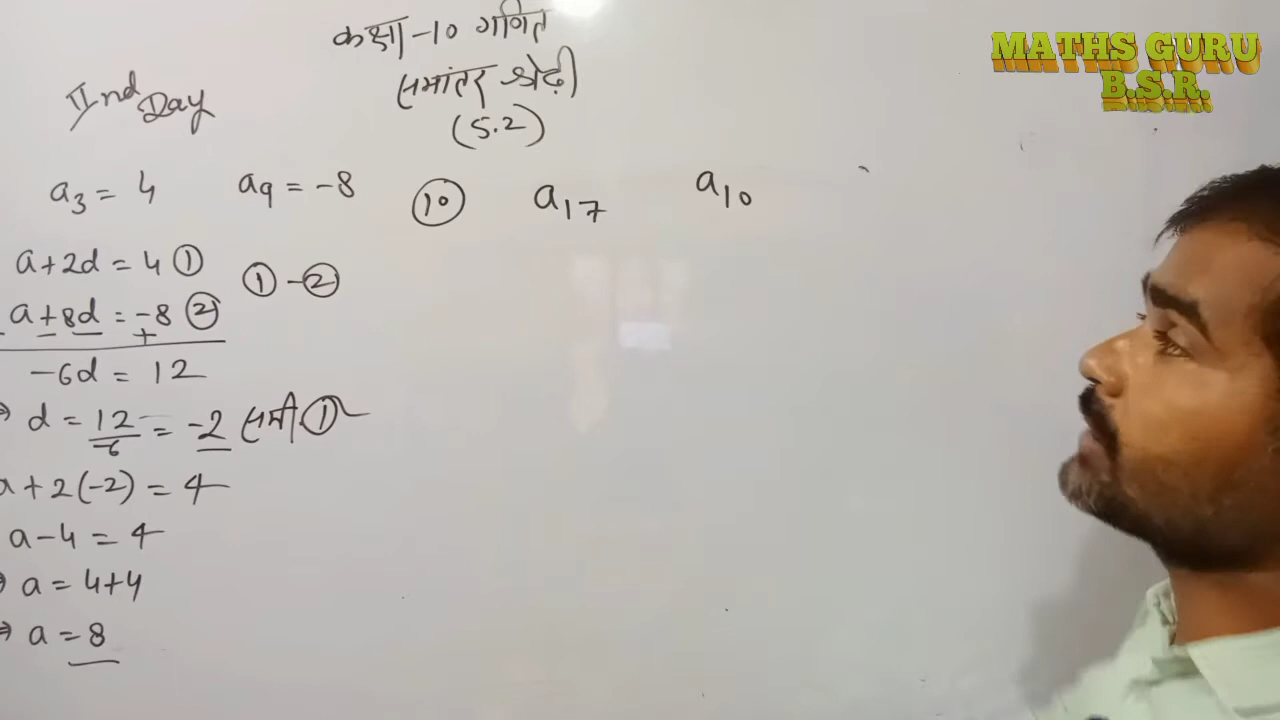 कक्षा -10 गणित
समांतर श्रेढ़ी
(5.2)
IInd Day
MATHS GURU
B.S.R.
a₃ = 4 a₉ = -8
a+2d = 4 ①
a+8d = -8 ②
- - +
① - ②
-6d = 12
⇒ d = 12/-6 = -2 समी. ①
a + 2(-2) = 4
a - 4 = 4
⇒ a = 4+4
⇒ a = 8
⑩ a₁₇ a₁₀